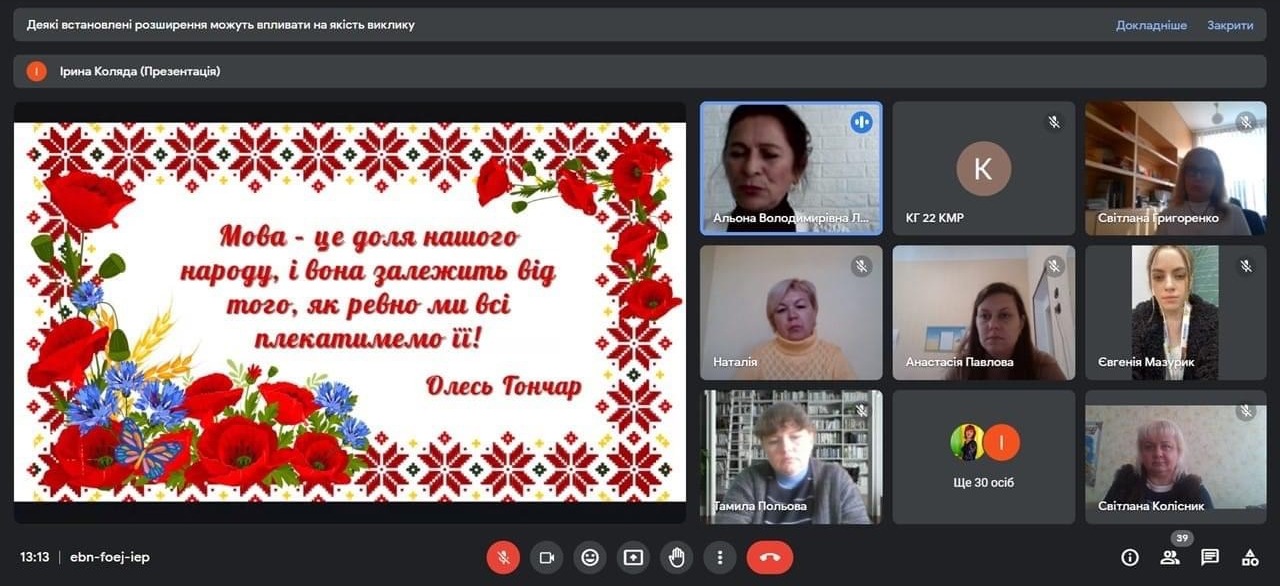 Деякі встановлені розширення можуть впливати на якість виклику
Докладніше
Закрити
І
Ірина Коляда (Презентація)
Мова - це доля нашого
народу, і вона залежить від
того, як ревно ми всі
плекатимемо її!
Олесь Гончар
Альона Володимирівна Л...
К
КГ 22 КМР
Світлана Григоренко
Наталія
Анастасія Павлова
Євгенія Мазурик
Тамила Польова
І
Ще 30 осіб
Світлана Колісник
13:13 | ebn-foej-iep
39